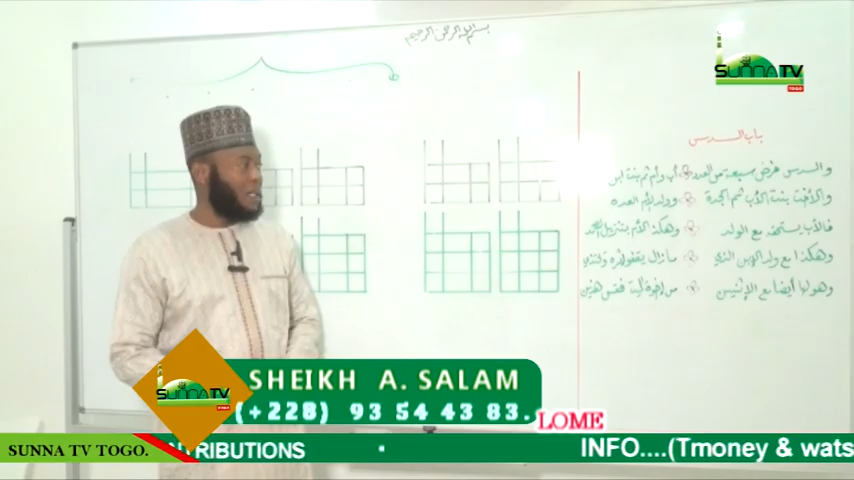 بسم الله الرحمن الرحيم
SUNNA TV
TOGO
باب السدس
والسدس فرض سبعة من العدد أب وأم ثم بنت ابن
والأخت بنت الأب ثم الجدة وولد الأم
فالأب يستحقه مع الولد وهكذا الأم بتنزيل الصمد
وهكذا مع ولد الابن الذي ما زال يقفو إثره ويحتذي
وهو لها أيضا مع الاثنين من إخوة الميت فقس هذين
SUNNA TV
TOGO
SHEIKH A. SALAM
(+228) 93 54 43 83.
LOME
SUNNA TV TOGO.
TRIBUTIONS . INFO....(Tmoney & wats